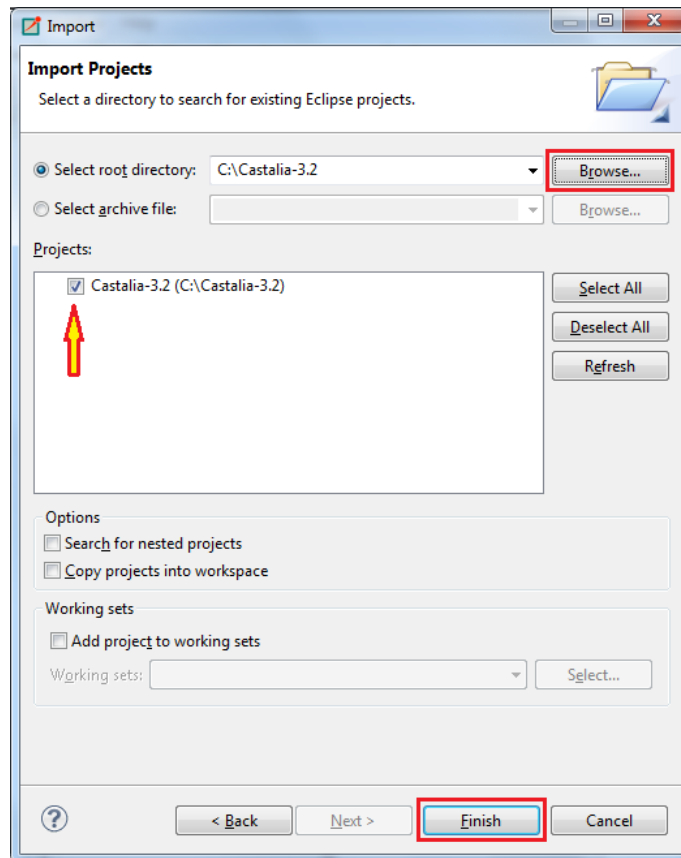 Import
Import Projects
Select a directory to search for existing Eclipse projects.
Select root directory: C:\Castalia-3.2 Browse...
Select archive file: Browse...
Projects:
Castalia-3.2 (C:\Castalia-3.2)
Select All
Deselect All
Refresh
Options
Search for nested projects
Copy projects into workspace
Working sets
Add project to working sets
Working sets: Select...
? < Back Next > Finish Cancel